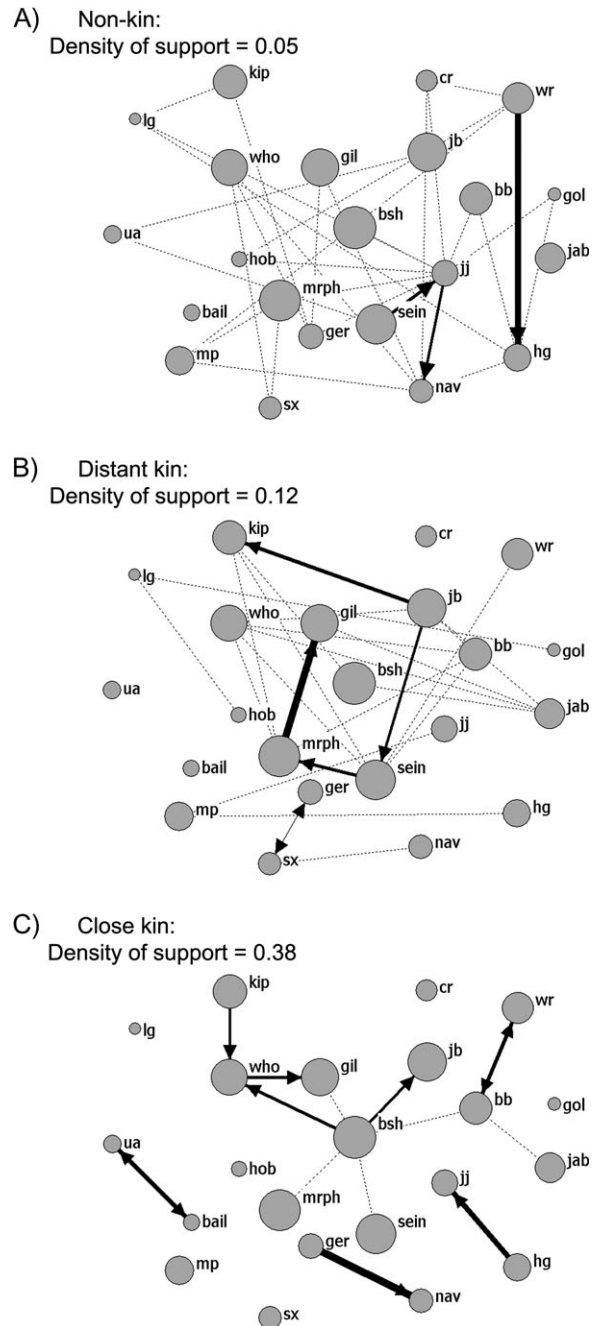 A) Non-kin:
Density of support = 0.05
kip
cr
wr
lg
jb
who
gil
bb
gol
bsh
ua
jab
hob
jj
mrph
bail
ger
sein
mp
hg
nav
sx
B) Distant kin:
Density of support = 0.12
kip
cr
wr
lg
jb
who
gil
bb
gol
bsh
ua
jab
hob
jj
mrph
bail
sein
ger
mp
hg
nav
sx
C) Close kin:
Density of support = 0.38
kip
cr
wr
lg
jb
who
gil
bb
gol
bsh
ua
jab
hob
jj
mrph
bail
sein
ger
mp
hg
nav
sx